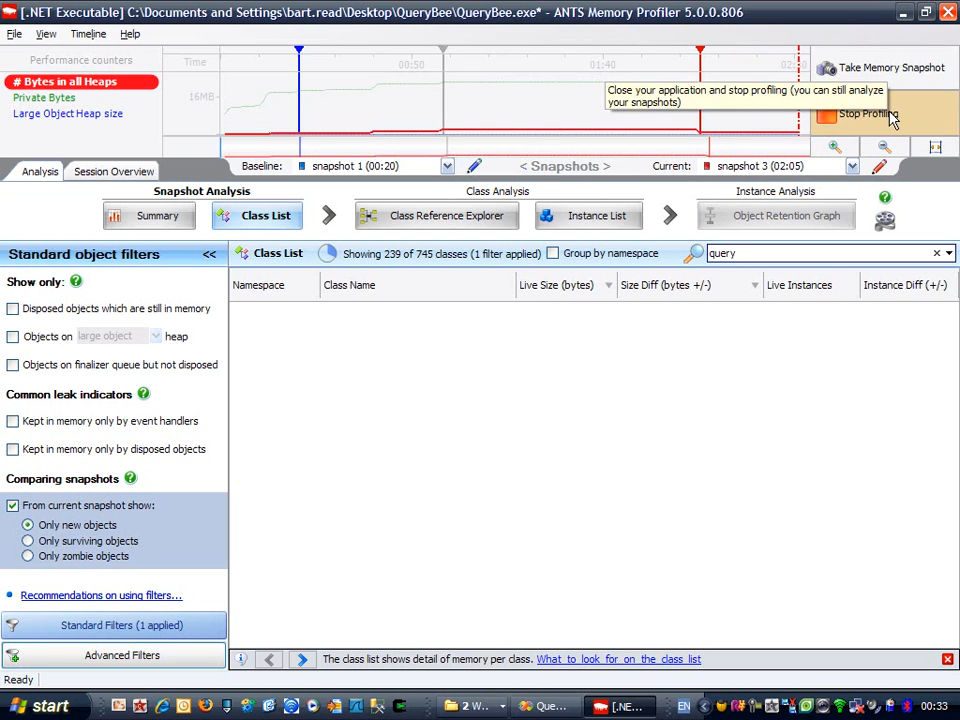 [.NET Executable] C:\Documents and Settings\bart.read\Desktop\QueryBee\QueryBee.exe* - ANTS Memory Profiler 5.0.0.806
File View Timeline Help
Performance counters
# Bytes in all Heaps
Private Bytes
Large Object Heap size
Time 00:50 01:40
16MB
Close your application and stop profiling (you can still analyze
your snapshots)
Take Memory Snapshot
Stop Profiling
Analysis Session Overview
Baseline: snapshot 1 (00:20) < Snapshots > Current: snapshot 3 (02:05)
Snapshot Analysis Class Analysis Instance Analysis
Summary Class List Class Reference Explorer Instance List Object Retention Graph
Standard object filters <<
Class List Showing 239 of 745 classes (1 filter applied) Group by namespace query
Namespace Class Name Live Size (bytes) Size Diff (bytes +/-) Live Instances Instance Diff (+/-)
Show only:
Disposed objects which are still in memory
Objects on large object heap
Objects on finalizer queue but not disposed
Common leak indicators
Kept in memory only by event handlers
Kept in memory only by disposed objects
Comparing snapshots
From current snapshot show:
Only new objects
Only surviving objects
Only zombie objects
Recommendations on using filters...
Standard Filters (1 applied)
Advanced Filters
The class list shows detail of memory per class. What to look for on the class list
Ready
start 2 W... Que... [.NE... EN 00:33